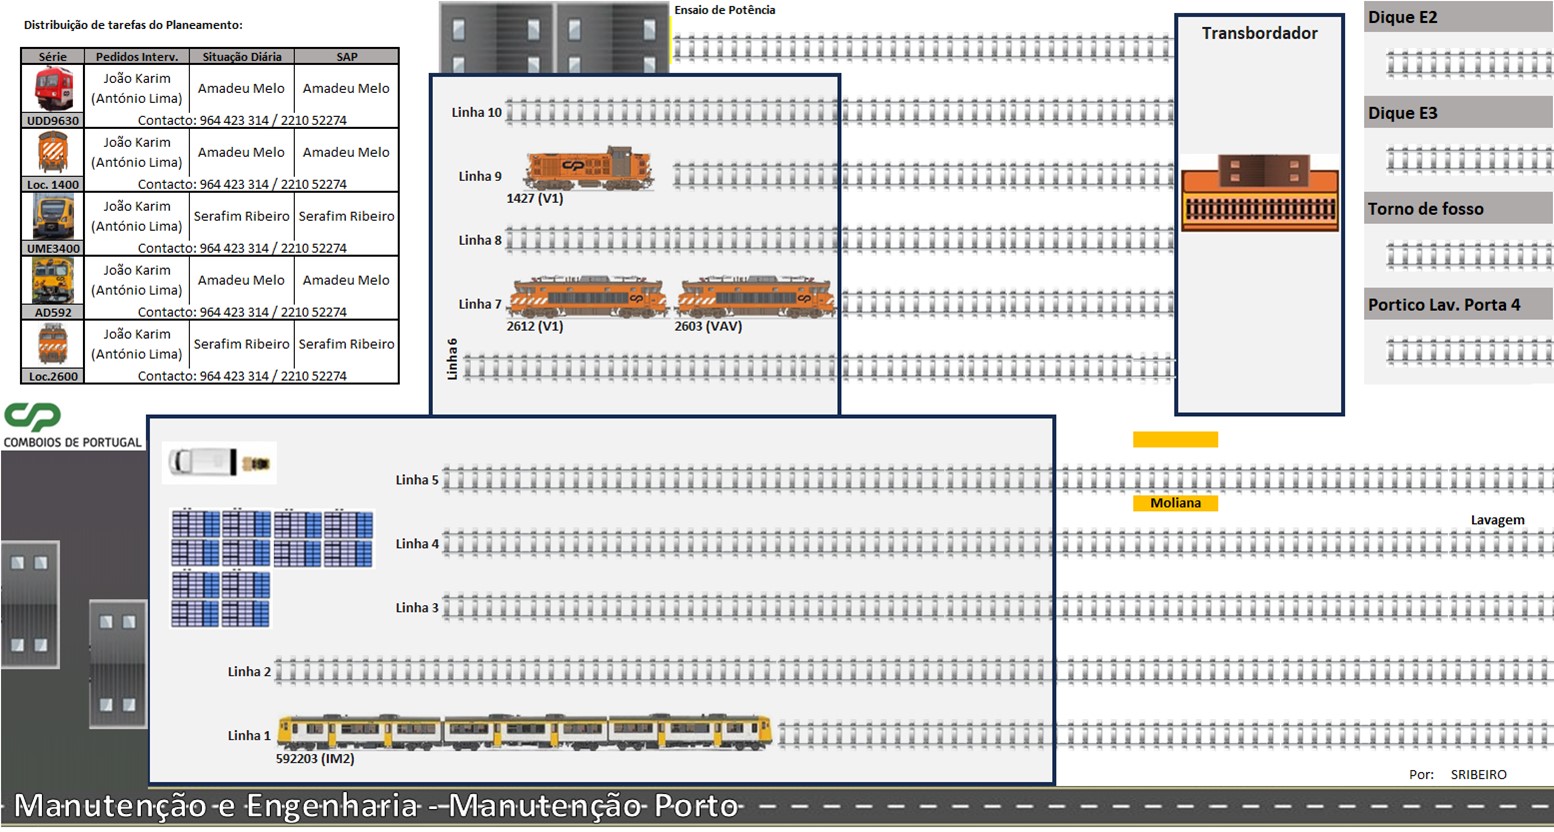 Distribuição de tarefas do Planeamento:
Série Pedidos Interv. Situação Diária SAP
João Karim
(António Lima)
Amadeu Melo Amadeu Melo
UDD9630 Contacto: 964 423 314 / 2210 52274
João Karim
(António Lima)
Amadeu Melo Amadeu Melo
Loc. 1400 Contacto: 964 423 314 / 2210 52274
João Karim
(António Lima)
Serafim Ribeiro Serafim Ribeiro
UME3400 Contacto: 964 423 314 / 2210 52274
João Karim
(António Lima)
Amadeu Melo Amadeu Melo
AD592 Contacto: 964 423 314 / 2210 52274
João Karim
(António Lima)
Serafim Ribeiro Serafim Ribeiro
Loc.2600 Contacto: 964 423 314 / 2210 52274
CP
COMBOIOS DE PORTUGAL
Ensaio de Potência
Linha 10
Linha 9
CP
1427 (V1)
Linha 8
Linha 7
CP
2612 (V1)
2603 (VAV)
Linha 6
Transbordador
Dique E2
Dique E3
Torno de fosso
Portico Lav. Porta 4
Linha 5
Moliana
Lavagem
Linha 4
Linha 3
Linha 2
Linha 1
592203 (IM2)
Por: SRIBEIRO
Manutenção e Engenharia - Manutenção Porto